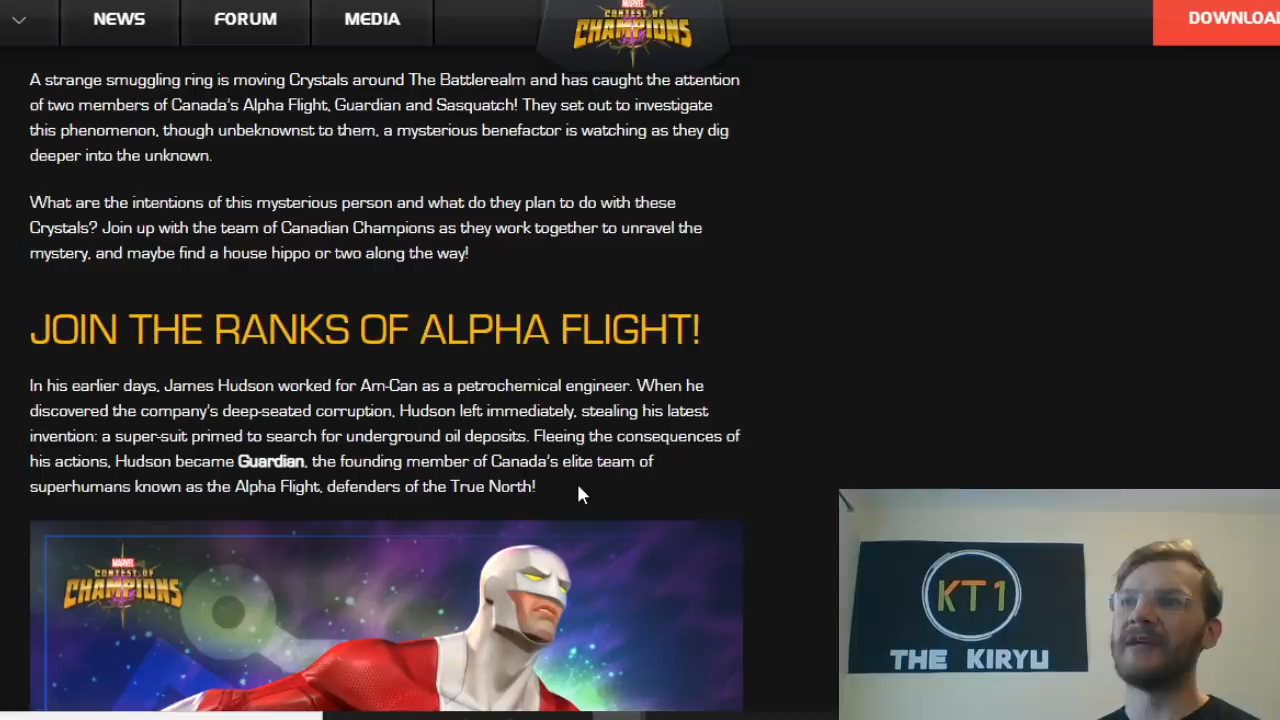 NEWS
FORUM
MEDIA
MARVEL
CONTEST OF
CHAMPIONS
DOWNLOA
A strange smuggling ring is moving Crystals around The Battlerealm and has caught the attention
of two members of Canada's Alpha Flight, Guardian and Sasquatch! They set out to investigate
this phenomenon, though unbeknownst to them, a mysterious benefactor is watching as they dig
deeper into the unknown.
What are the intentions of this mysterious person and what do they plan to do with these
Crystals? Join up with the team of Canadian Champions as they work together to unravel the
mystery, and maybe find a house hippo or two along the way!
JOIN THE RANKS OF ALPHA FLIGHT!
In his earlier days, James Hudson worked for Am-Can as a petrochemical engineer. When he
discovered the company's deep-seated corruption, Hudson left immediately, stealing his latest
invention: a super-suit primed to search for underground oil deposits. Fleeing the consequences of
his actions, Hudson became Guardian, the founding member of Canada's elite team of
superhumans known as the Alpha Flight, defenders of the True North!
MARVEL
CONTEST OF
CHAMPIONS
KT1
THE KIRYU